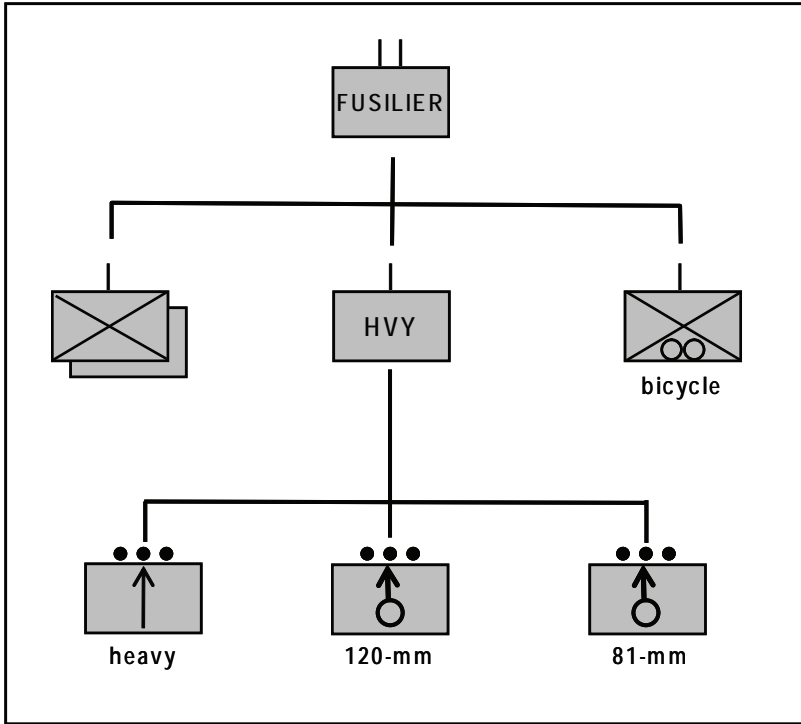 FUSILIER
HVY
bicycle
heavy
120-mm
81-mm